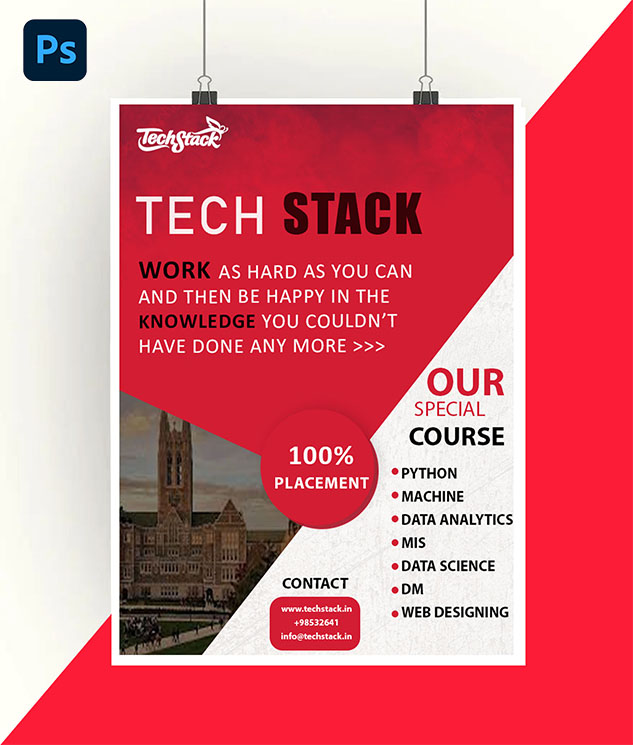 Ps
TechStack
TECH STACK
WORK AS HARD AS YOU CAN
AND THEN BE HAPPY IN THE
KNOWLEDGE YOU COULDN'T
HAVE DONE ANY MORE >>>
OUR
SPECIAL
COURSE
100%
PLACEMENT
PYTHON
MACHINE
DATA ANALYTICS
MIS
DATA SCIENCE
DM
WEB DESIGNING
CONTACT
www.techstack.in
+98532641
info@techstack.in